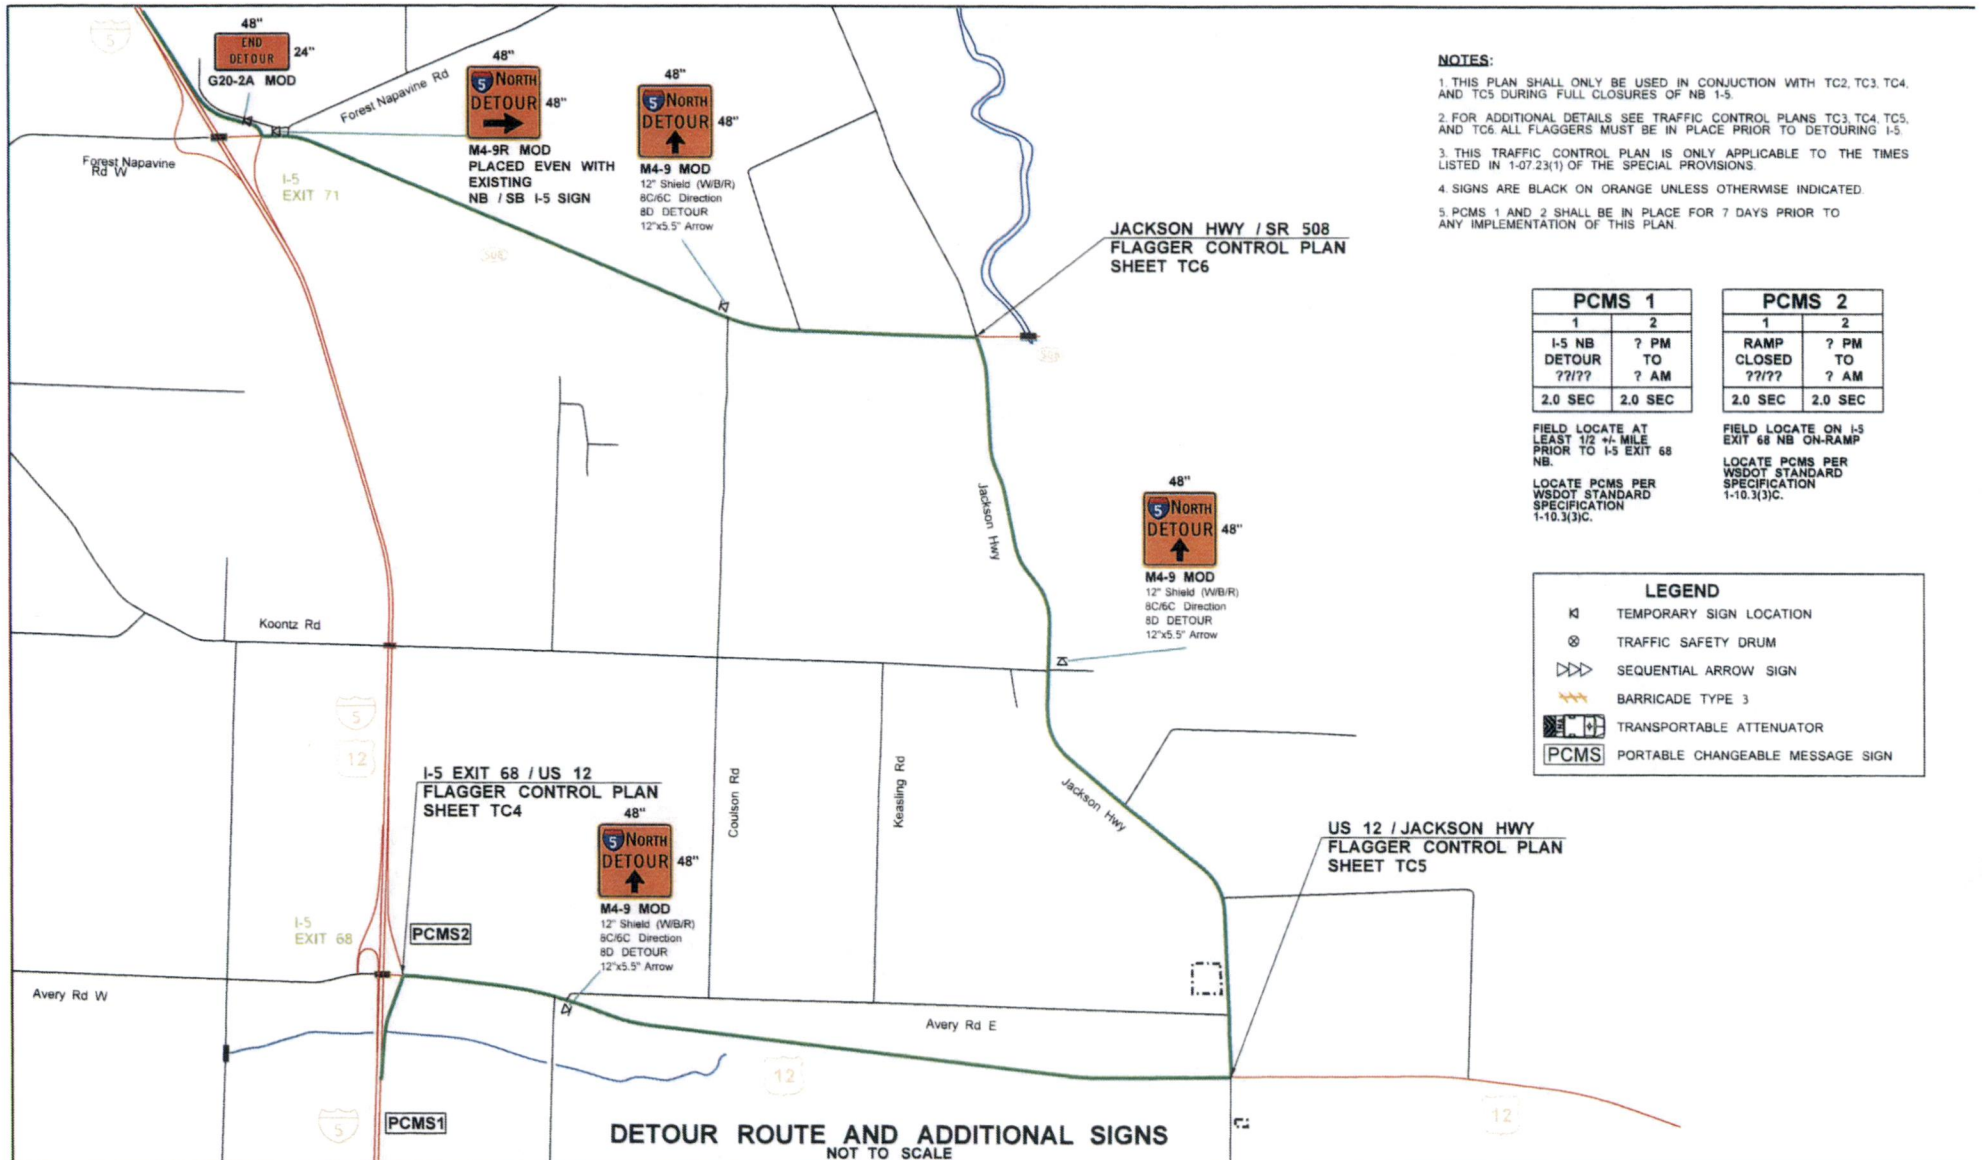 5
48"
END
DETOUR
24"
G20-2A MOD
Forest Napavine Rd
48"
5 NORTH
DETOUR
48"
M4-9R MOD
PLACED EVEN WITH
EXISTING
NB / SB I-5 SIGN
48"
5 NORTH
DETOUR
48"
M4-9 MOD
12" Shield (W/B/R)
8C/6C Direction
8D DETOUR
12"x5.5" Arrow
Forest Napavine
Rd W
I-5
EXIT 71
508
JACKSON HWY / SR 508
FLAGGER CONTROL PLAN
SHEET TC6
508
NOTES:
1. THIS PLAN SHALL ONLY BE USED IN CONJUCTION WITH TC2, TC3, TC4,
AND TC5 DURING FULL CLOSURES OF NB 1-5.
2. FOR ADDITIONAL DETAILS SEE TRAFFIC CONTROL PLANS TC3, TC4, TC5,
AND TC6. ALL FLAGGERS MUST BE IN PLACE PRIOR TO DETOURING I-5.
3. THIS TRAFFIC CONTROL PLAN IS ONLY APPLICABLE TO THE TIMES
LISTED IN 1-07.23(1) OF THE SPECIAL PROVISIONS.
4. SIGNS ARE BLACK ON ORANGE UNLESS OTHERWISE INDICATED.
5. PCMS 1 AND 2 SHALL BE IN PLACE FOR 7 DAYS PRIOR TO
ANY IMPLEMENTATION OF THIS PLAN.
PCMS 1
1 2
I-5 NB ? PM
DETOUR TO
??/?? ? AM
2.0 SEC 2.0 SEC
FIELD LOCATE AT
LEAST 1/2 +/- MILE
PRIOR TO I-5 EXIT 68
NB.
LOCATE PCMS PER
WSDOT STANDARD
SPECIFICATION
1-10.3(3)C.
PCMS 2
1 2
RAMP ? PM
CLOSED TO
??/?? ? AM
2.0 SEC 2.0 SEC
FIELD LOCATE ON I-5
EXIT 68 NB ON-RAMP
LOCATE PCMS PER
WSDOT STANDARD
SPECIFICATION
1-10.3(3)C.
Jackson Hwy
48"
5 NORTH
DETOUR
48"
M4-9 MOD
12" Shield (W/B/R)
8C/6C Direction
8D DETOUR
12"x5.5" Arrow
LEGEND
TEMPORARY SIGN LOCATION
TRAFFIC SAFETY DRUM
SEQUENTIAL ARROW SIGN
BARRICADE TYPE 3
TRANSPORTABLE ATTENUATOR
PCMS PORTABLE CHANGEABLE MESSAGE SIGN
Koontz Rd
5
12
I-5 EXIT 68 / US 12
FLAGGER CONTROL PLAN
SHEET TC4
48"
5 NORTH
DETOUR
48"
M4-9 MOD
12" Shield (W/B/R)
8C/6C Direction
8D DETOUR
12"x5.5" Arrow
Coulson Rd
Keasling Rd
Jackson Hwy
US 12 / JACKSON HWY
FLAGGER CONTROL PLAN
SHEET TC5
I-5
EXIT 68
PCMS2
Avery Rd W
Avery Rd E
12
12
5
PCMS1
DETOUR ROUTE AND ADDITIONAL SIGNS
NOT TO SCALE